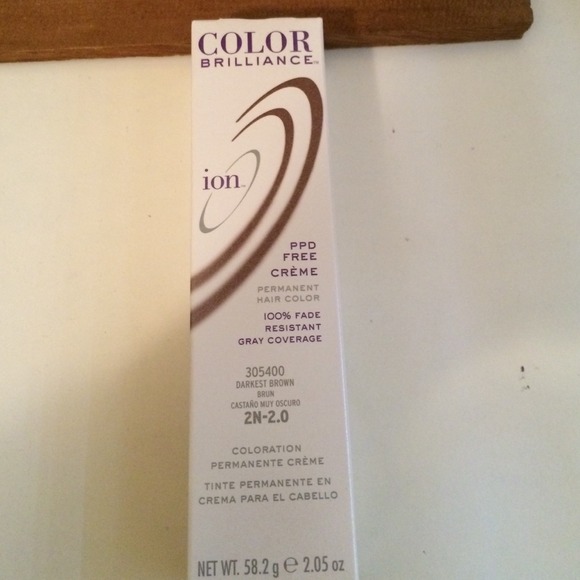 COLOR
BRILLIANCE™
ion™
PPD
FREE
CRÈME
PERMANENT
HAIR COLOR
100% FADE
RESISTANT
GRAY COVERAGE
305400
DARKEST BROWN
BRUN
CASTAÑO MUY OSCURO
2N-2.0
COLORATION
PERMANENTE CRÈME
TINTE PERMANENTE EN
CREMA PARA EL CABELLO
NET WT. 58.2 g ℮ 2.05 oz